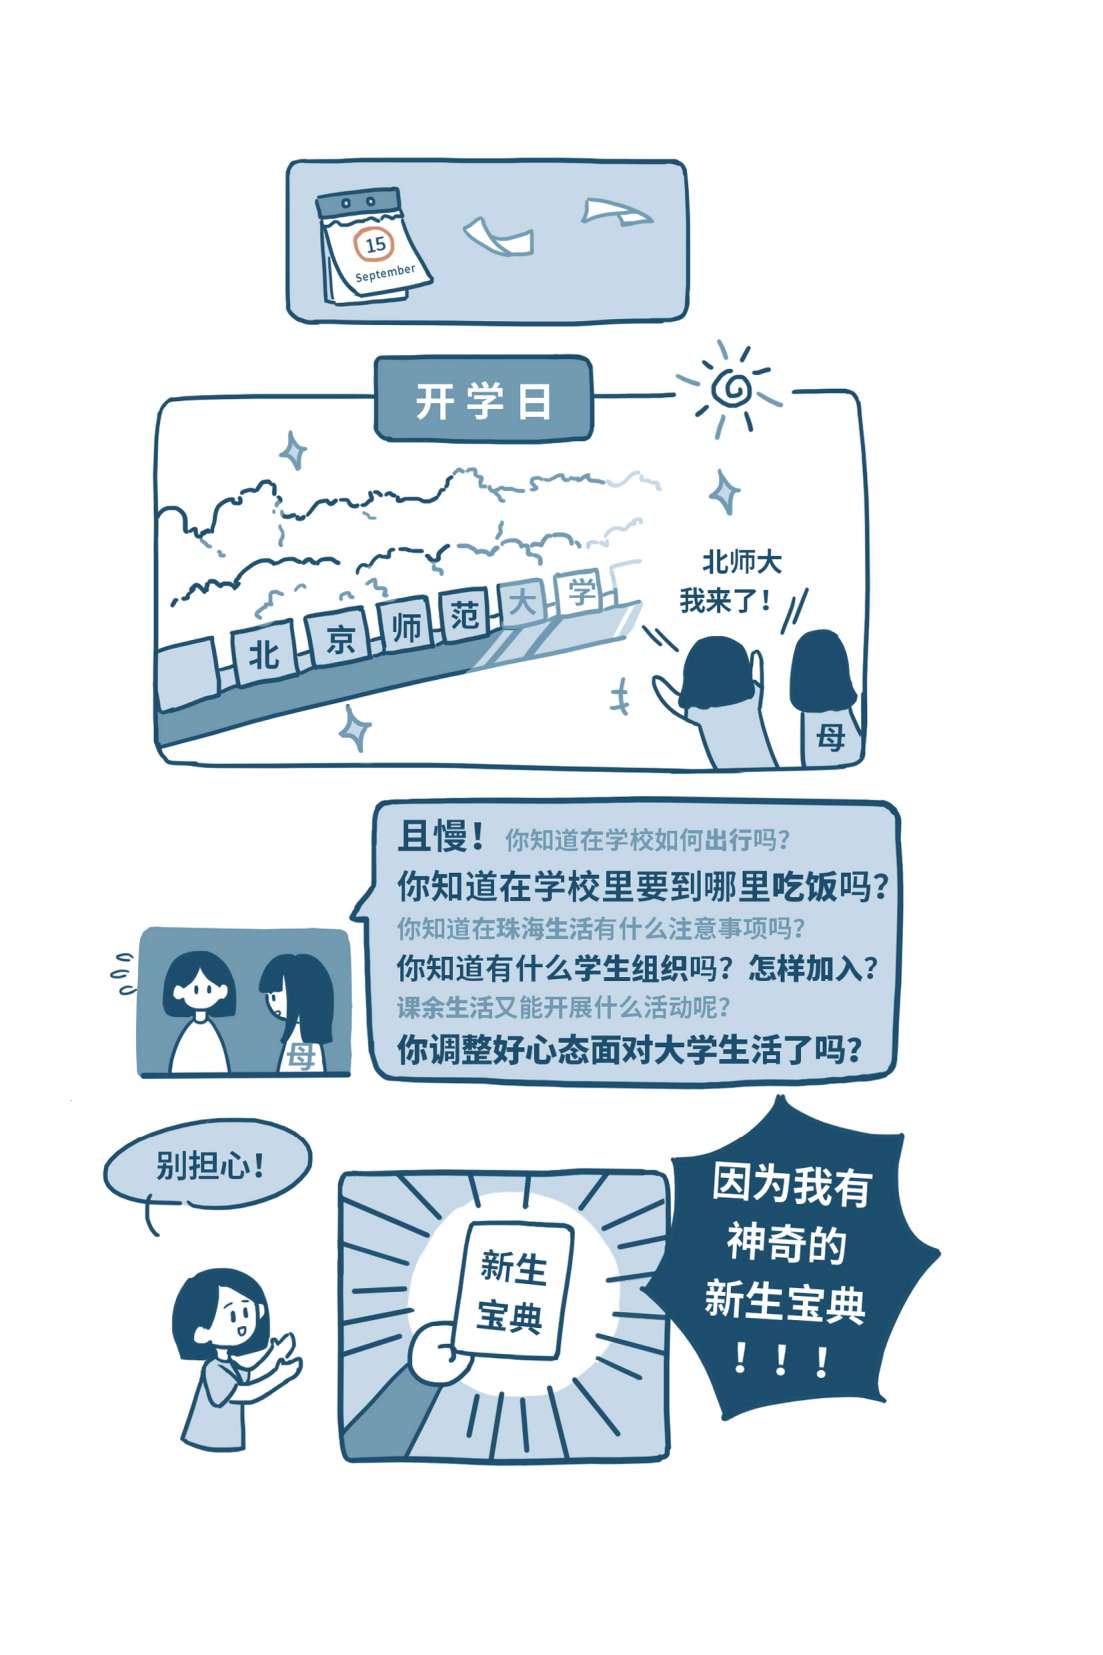 15
September
开学日
北京师范大学
北师大
我来了！
母
且慢！你知道在学校如何出行吗？
你知道在学校里要到哪里吃饭吗？
你知道在珠海生活有什么注意事项吗？
你知道有什么学生组织吗？怎样加入？
课余生活又能开展什么活动呢？
你调整好心态面对大学生活了吗？
母
别担心！
新生
宝典
因为我有
神奇的
新生宝典
！！！